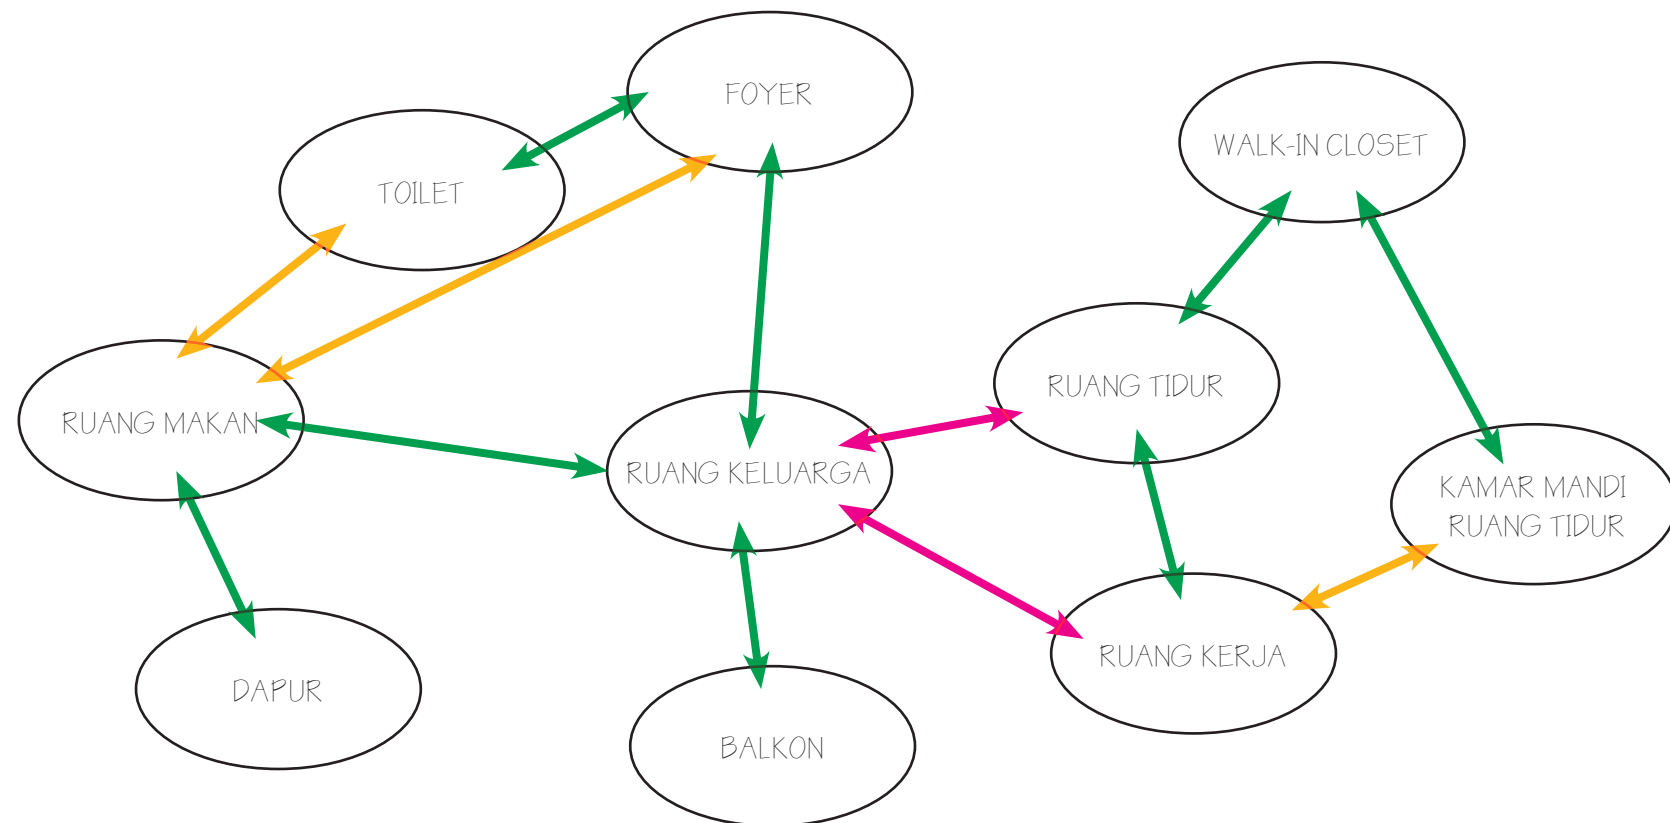 FOYER
WALK-IN CLOSET
TOILET
RUANG TIDUR
RUANG MAKAN
RUANG KELUARGA
KAMAR MANDI
RUANG TIDUR
RUANG KERJA
DAPUR
BALKON